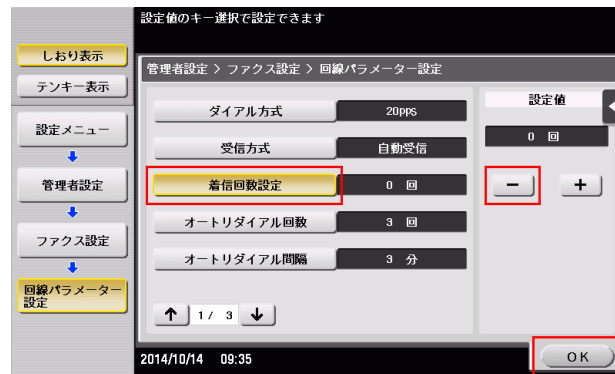 設定値のキー選択で設定できます
しおり表示
テンキー表示
設定メニュー
管理者設定
ファクス設定
回線パラメーター
設定
管理者設定 > ファクス設定 > 回線パラメーター設定
ダイアル方式 20pps
受信方式 自動受信
着信回数設定 0 回
オートリダイアル回数 3 回
オートリダイアル間隔 3 分
↑ 1/ 3 ↓
設定値
0 回
− +
2014/10/14 09:35
OK